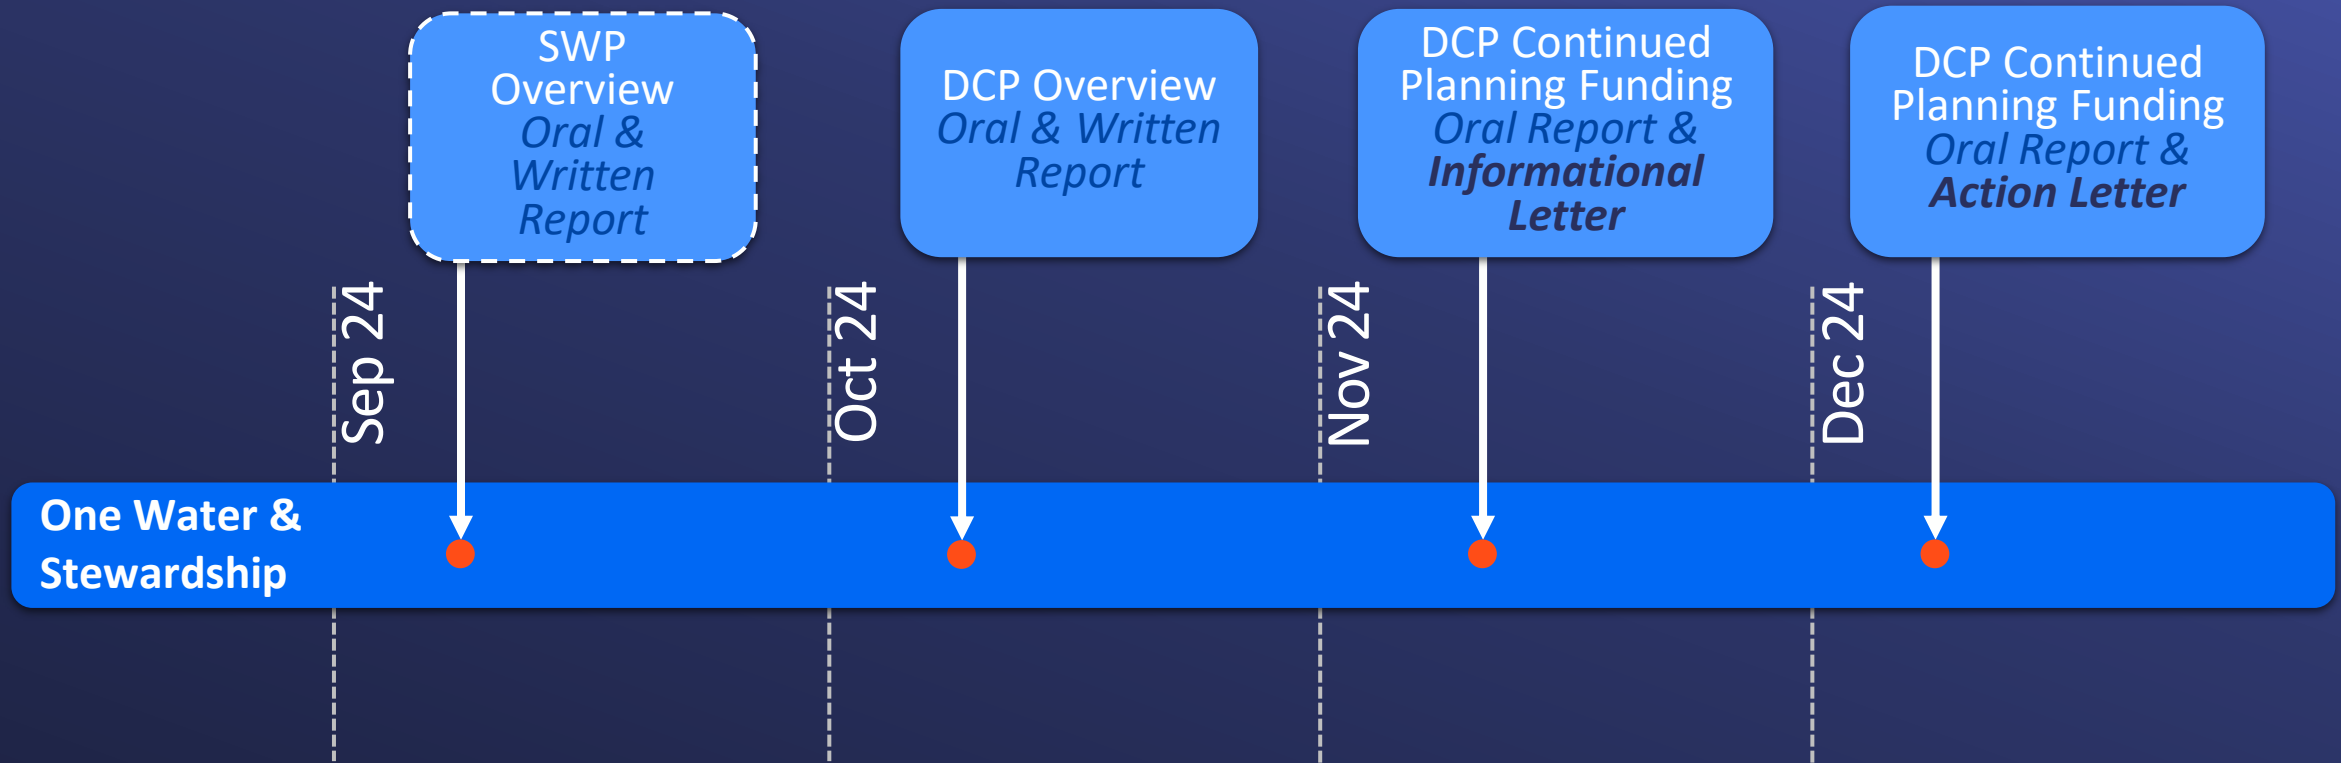 SWP
Overview
Oral &
Written
Report
DCP Overview
Oral & Written
Report
DCP Continued
Planning Funding
Oral Report &
Informational
Letter
DCP Continued
Planning Funding
Oral Report &
Action Letter
Sep 24
Oct 24
Nov 24
Dec 24
One Water &
Stewardship